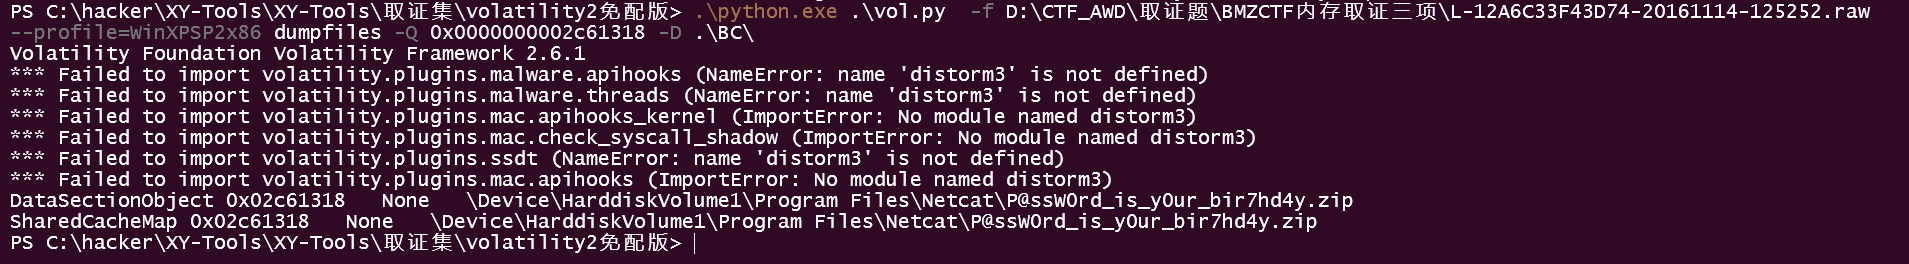 PS C:\hacker\XY-Tools\XY-Tools\取证集\volatility2免配版> .\python.exe .\vol.py  -f D:\CTF_AWD\取证题\BMZCTF内存取证三项\L-12A6C33F43D74-20161114-125252.raw
--profile=WinXPSP2x86 dumpfiles -Q 0x0000000002c61318 -D .\BC\
Volatility Foundation Volatility Framework 2.6.1
*** Failed to import volatility.plugins.malware.apihooks (NameError: name 'distorm3' is not defined)
*** Failed to import volatility.plugins.malware.threads (NameError: name 'distorm3' is not defined)
*** Failed to import volatility.plugins.mac.apihooks_kernel (ImportError: No module named distorm3)
*** Failed to import volatility.plugins.mac.check_syscall_shadow (ImportError: No module named distorm3)
*** Failed to import volatility.plugins.ssdt (NameError: name 'distorm3' is not defined)
*** Failed to import volatility.plugins.mac.apihooks (ImportError: No module named distorm3)
DataSectionObject 0x02c61318   None   \Device\HarddiskVolume1\Program Files\Netcat\P@ssW0rd_is_y0ur_bir7hd4y.zip
SharedCacheMap 0x02c61318   None   \Device\HarddiskVolume1\Program Files\Netcat\P@ssW0rd_is_y0ur_bir7hd4y.zip
PS C:\hacker\XY-Tools\XY-Tools\取证集\volatility2免配版>